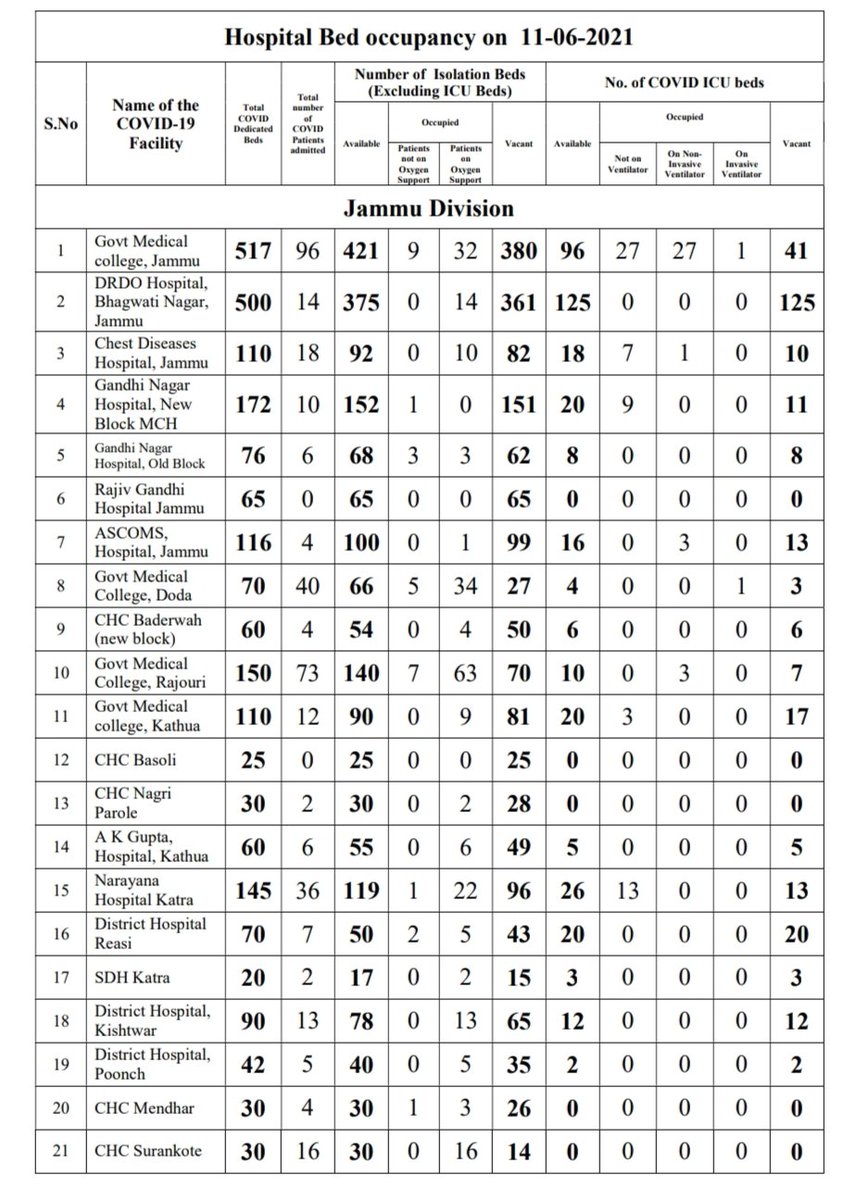 Hospital Bed occupancy on 11-06-2021
S.No
Name of the
COVID-19
Facility
Total
COVID
Dedicated
Beds
Total
number
of
COVID
Patients
admitted
Number of Isolation Beds
(Excluding ICU Beds)
No. of COVID ICU beds
Available
Occupied
Patients
not on
Oxygen
Support
Patients
on
Oxygen
Support
Vacant
Available
Occupied
Not on
Ventilator
On Non-
Invasive
Ventilator
On
Invasive
Ventilator
Vacant
Jammu Division
1 Govt Medical college, Jammu 517 96 421 9 32 380 96 27 27 1 41
2 DRDO Hospital, Bhagwati Nagar, Jammu 500 14 375 0 14 361 125 0 0 0 125
3 Chest Diseases Hospital, Jammu 110 18 92 0 10 82 18 7 1 0 10
4 Gandhi Nagar Hospital, New Block MCH 172 10 152 1 0 151 20 9 0 0 11
5 Gandhi Nagar Hospital, Old Block 76 6 68 3 3 62 8 0 0 0 8
6 Rajiv Gandhi Hospital Jammu 65 0 65 0 0 65 0 0 0 0 0
7 ASCOMS, Hospital, Jammu 116 4 100 0 1 99 16 0 3 0 13
8 Govt Medical College, Doda 70 40 66 5 34 27 4 0 0 1 3
9 CHC Baderwah (new block) 60 4 54 0 4 50 6 0 0 0 6
10 Govt Medical College, Rajouri 150 73 140 7 63 70 10 0 3 0 7
11 Govt Medical college, Kathua 110 12 90 0 9 81 20 3 0 0 17
12 CHC Basoli 25 0 25 0 0 25 0 0 0 0 0
13 CHC Nagri Parole 30 2 30 0 2 28 0 0 0 0 0
14 A K Gupta, Hospital, Kathua 60 6 55 0 6 49 5 0 0 0 5
15 Narayana Hospital Katra 145 36 119 1 22 96 26 13 0 0 13
16 District Hospital Reasi 70 7 50 2 5 43 20 0 0 0 20
17 SDH Katra 20 2 17 0 2 15 3 0 0 0 3
18 District Hospital, Kishtwar 90 13 78 0 13 65 12 0 0 0 12
19 District Hospital, Poonch 42 5 40 0 5 35 2 0 0 0 2
20 CHC Mendhar 30 4 30 1 3 26 0 0 0 0 0
21 CHC Surankote 30 16 30 0 16 14 0 0 0 0 0